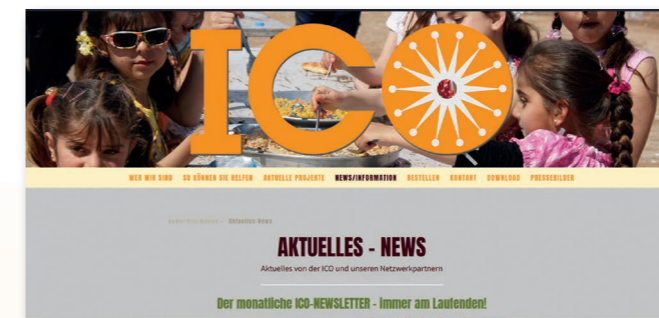 ICO
WER WIR SIND SO KÖNNEN SIE HELFEN AKTUELLE PROJEKTE NEWS/INFORMATION BESTELLEN KONTAKT DOWNLOAD PRESSEBILDER
Aktuelles-News
AKTUELLES - NEWS
Aktuelles von der ICO und unseren Netzwerkpartnern
Der monatliche ICO-NEWSLETTER - immer am Laufenden!